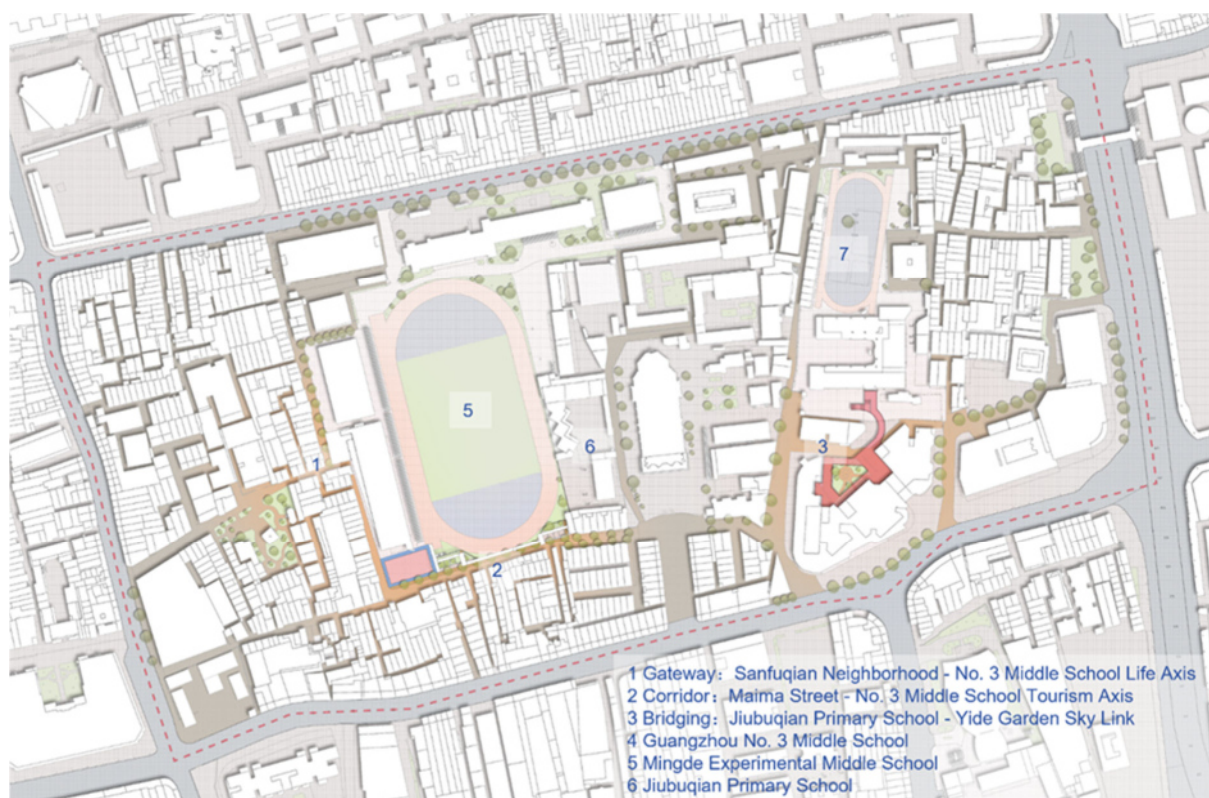 7
5
6
3
1
2
1 Gateway：Sanfuqian Neighborhood - No. 3 Middle School Life Axis
2 Corridor：Maima Street - No. 3 Middle School Tourism Axis
3 Bridging：Jiubuqian Primary School - Yide Garden Sky Link
4 Guangzhou No. 3 Middle School
5 Mingde Experimental Middle School
6 Jiubuqian Primary School